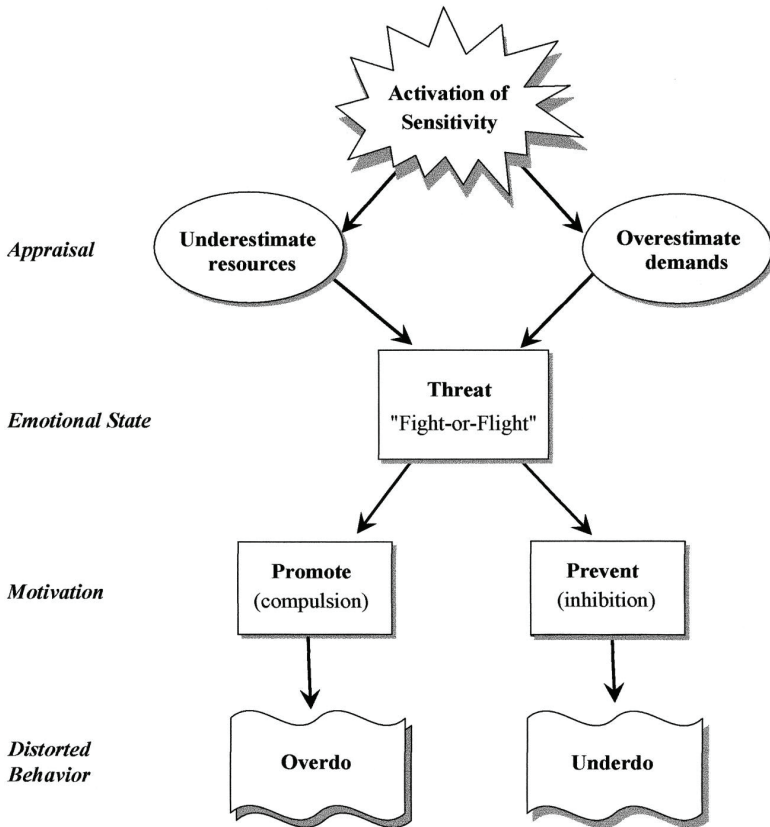 Activation of
Sensitivity
Appraisal
Underestimate
resources
Overestimate
demands
Emotional State
Threat
"Fight-or-Flight"
Motivation
Promote
(compulsion)
Prevent
(inhibition)
Distorted
Behavior
Overdo
Underdo